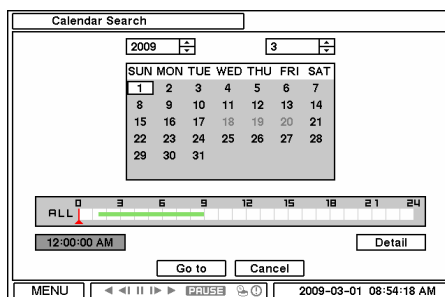 Calendar Search
2009 3
SUN MON TUE WED THU FRI SAT
1 2 3 4 5 6 7
8 9 10 11 12 13 14
15 16 17 18 19 20 21
22 23 24 25 26 27 28
29 30 31
0 3 6 9 12 15 18 21 24
ALL
12:00:00 AM Detail
Go to Cancel
MENU PAUSE 2009-03-01 08:54:18 AM